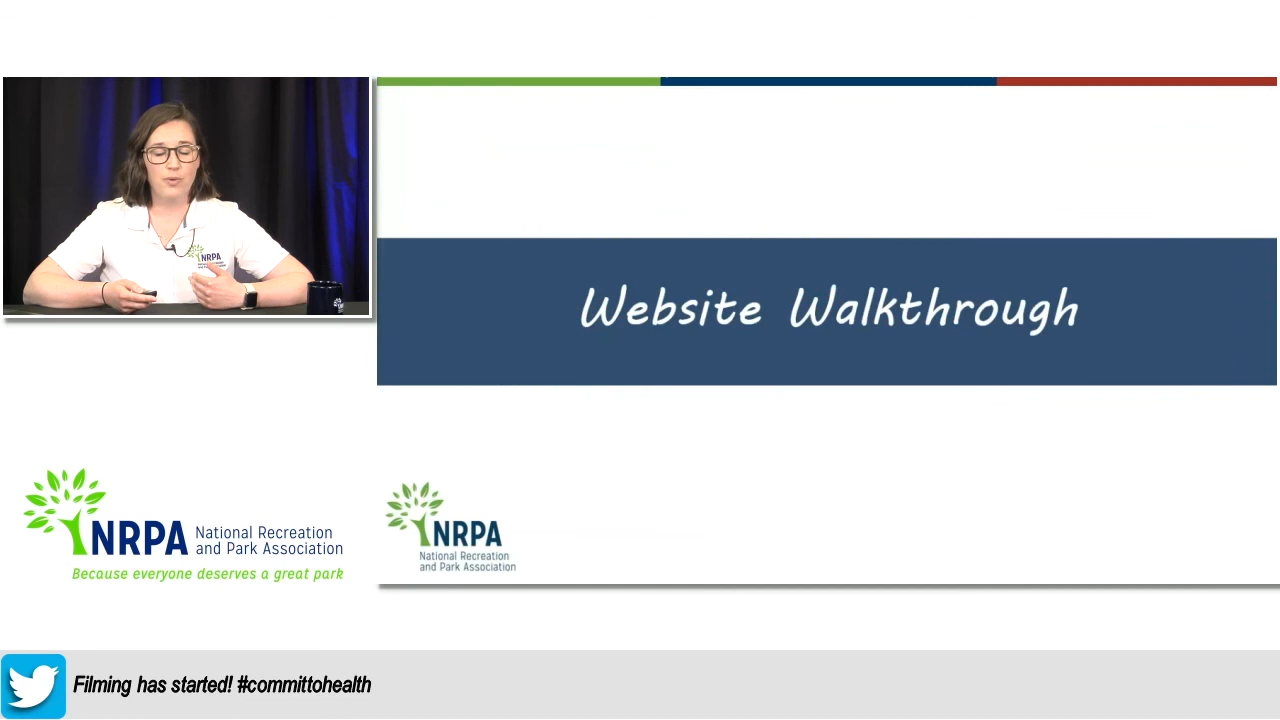 NRPA
Website Walkthrough
NRPA
National Recreation
and Park Association
Because everyone deserves a great park
NRPA
National Recreation
and Park Association
Filming has started! #committohealth